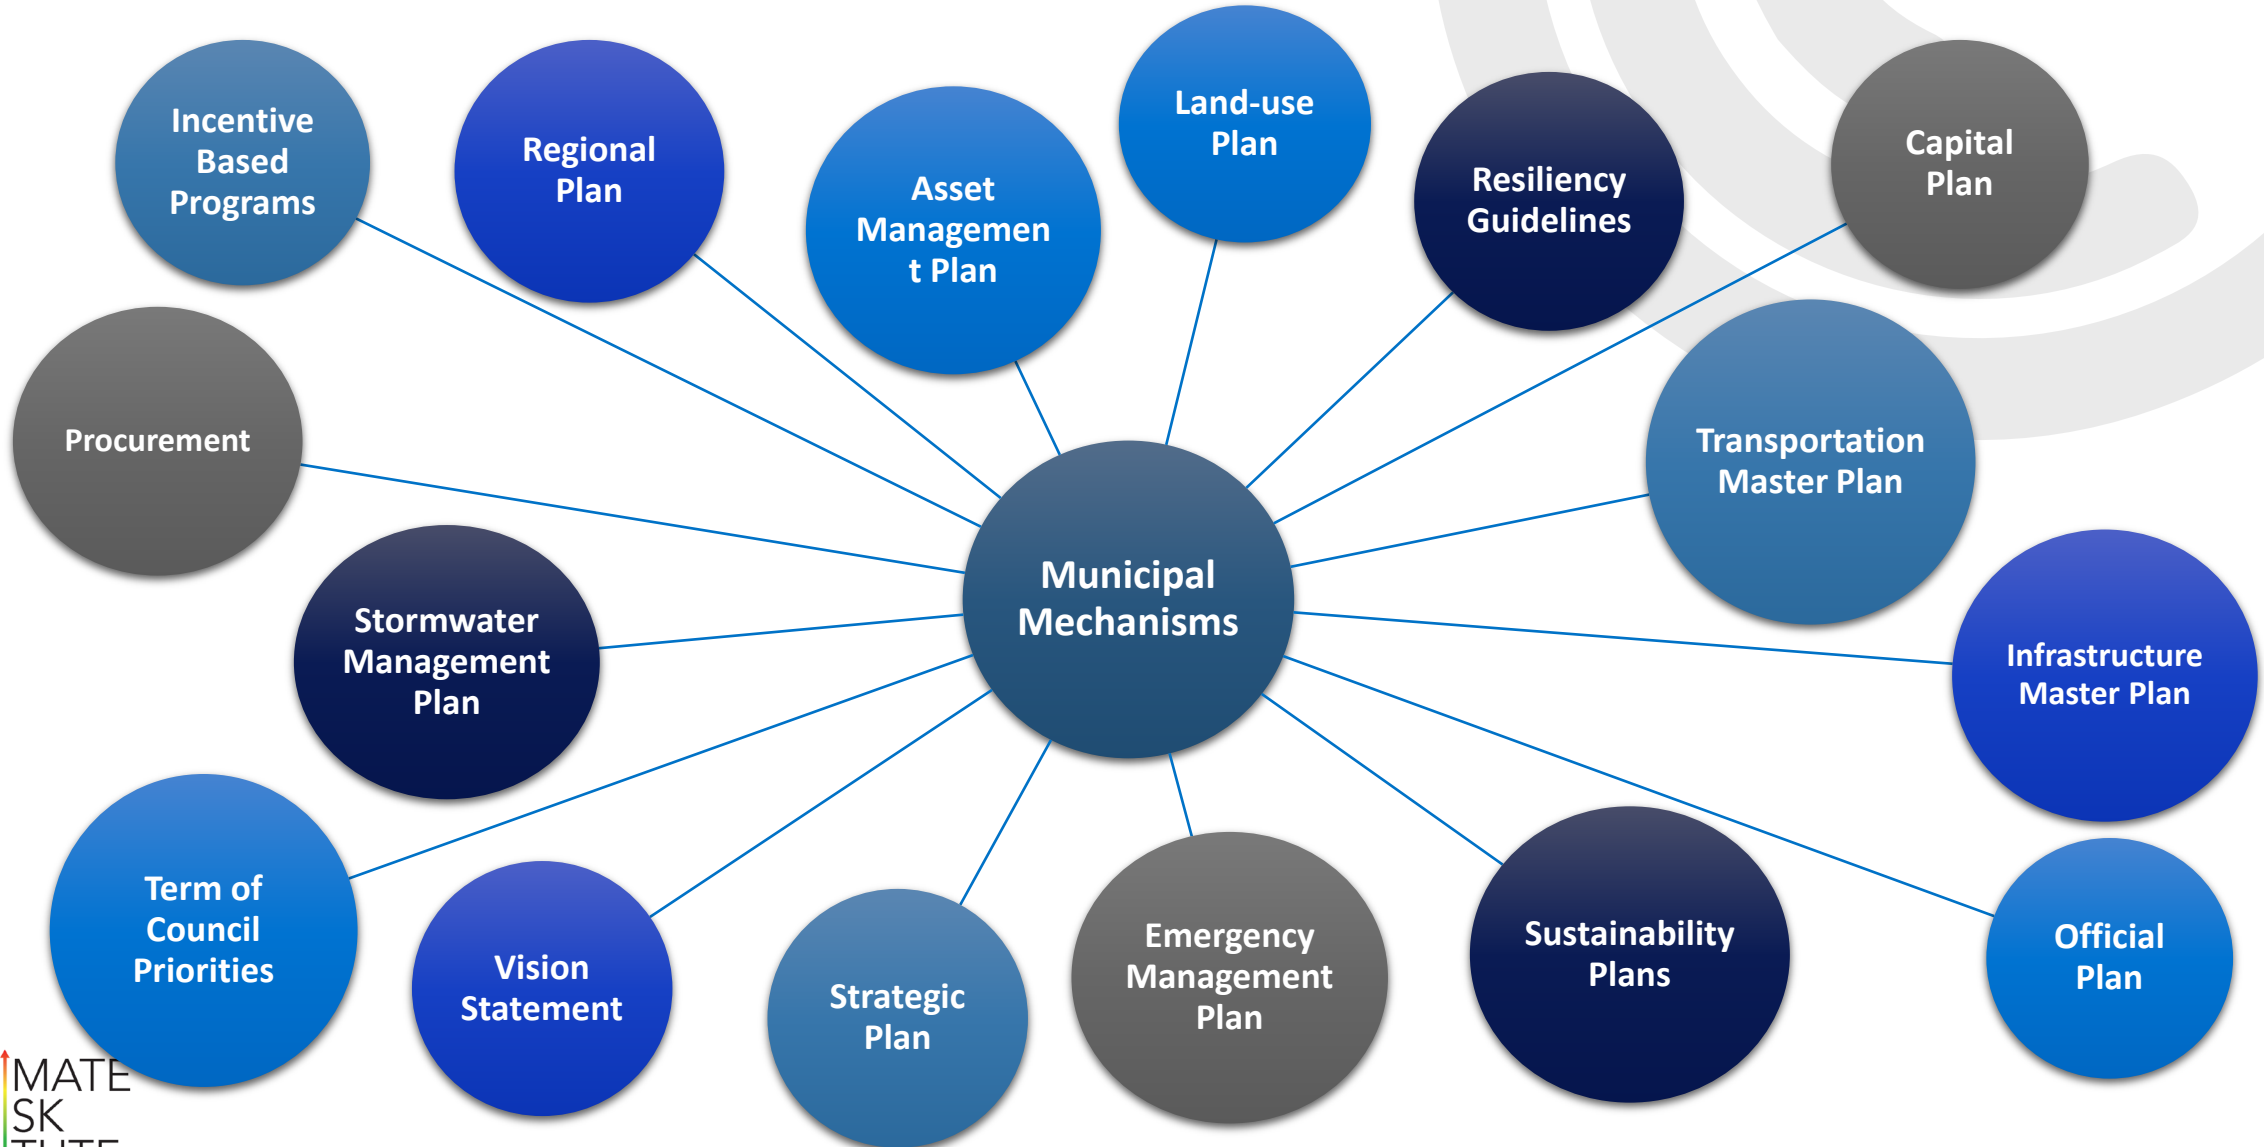 Incentive
Based
Programs
Regional
Plan
Asset
Managemen
t Plan
Land-use
Plan
Resiliency
Guidelines
Capital
Plan
Procurement
Transportation
Master Plan
Municipal
Mechanisms
Stormwater
Management
Plan
Infrastructure
Master Plan
Term of
Council
Priorities
Vision
Statement
Strategic
Plan
Emergency
Management
Plan
Sustainability
Plans
Official
Plan
MATE
SK
TUTE